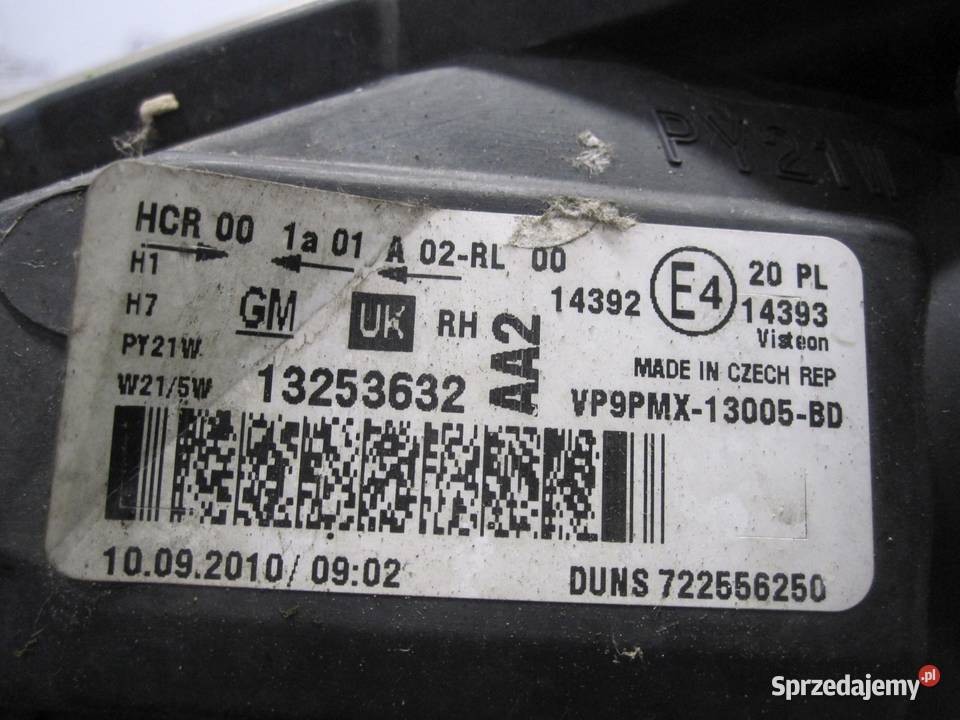 PY21W
HCR 00 1a 01 A 02-RL 00
H1
H7 GM UK RH AA2 14392 E4 20 PL
14393
Visteon
PY21W
MADE IN CZECH REP
W21/5W 13253632 VP9PMX-13005-BD
10.09.2010/ 09:02 DUNS 722556250
Sprzedajemy.pl